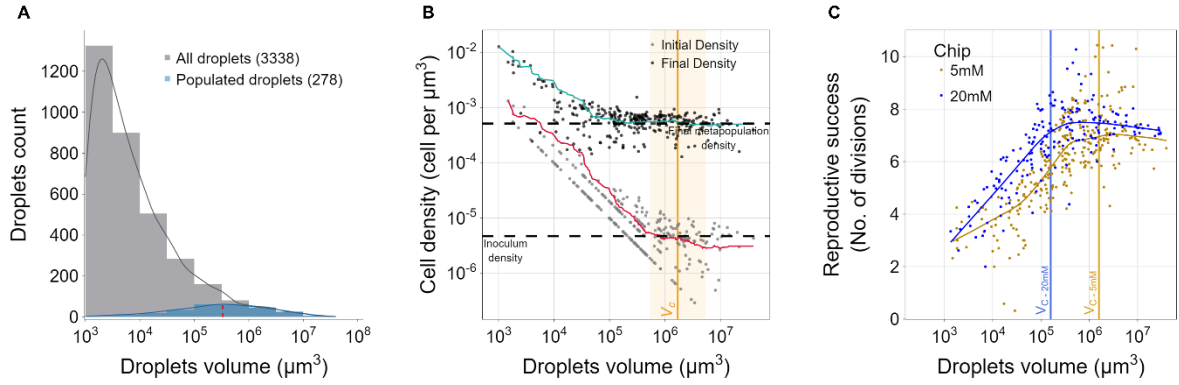 A
Droplets count
1200
1000
800
600
400
200
0
All droplets (3338)
Populated droplets (278)
10³ 10⁴ 10⁵ 10⁶ 10⁷ 10⁸
Droplets volume (μm³)
B
Cell density (cell per μm³)
10⁻²
10⁻³
10⁻⁴
10⁻⁵
10⁻⁶
Initial Density
Final Density
Final metapopulation
density
Inoculum
density
V_C
10³ 10⁴ 10⁵ 10⁶ 10⁷
Droplets volume (μm³)
C
Reproductive success
(No. of divisions)
10
8
6
4
2
0
Chip
5mM
20mM
V_C - 20mM
V_C - 5mM
10³ 10⁴ 10⁵ 10⁶ 10⁷
Droplets volume (μm³)